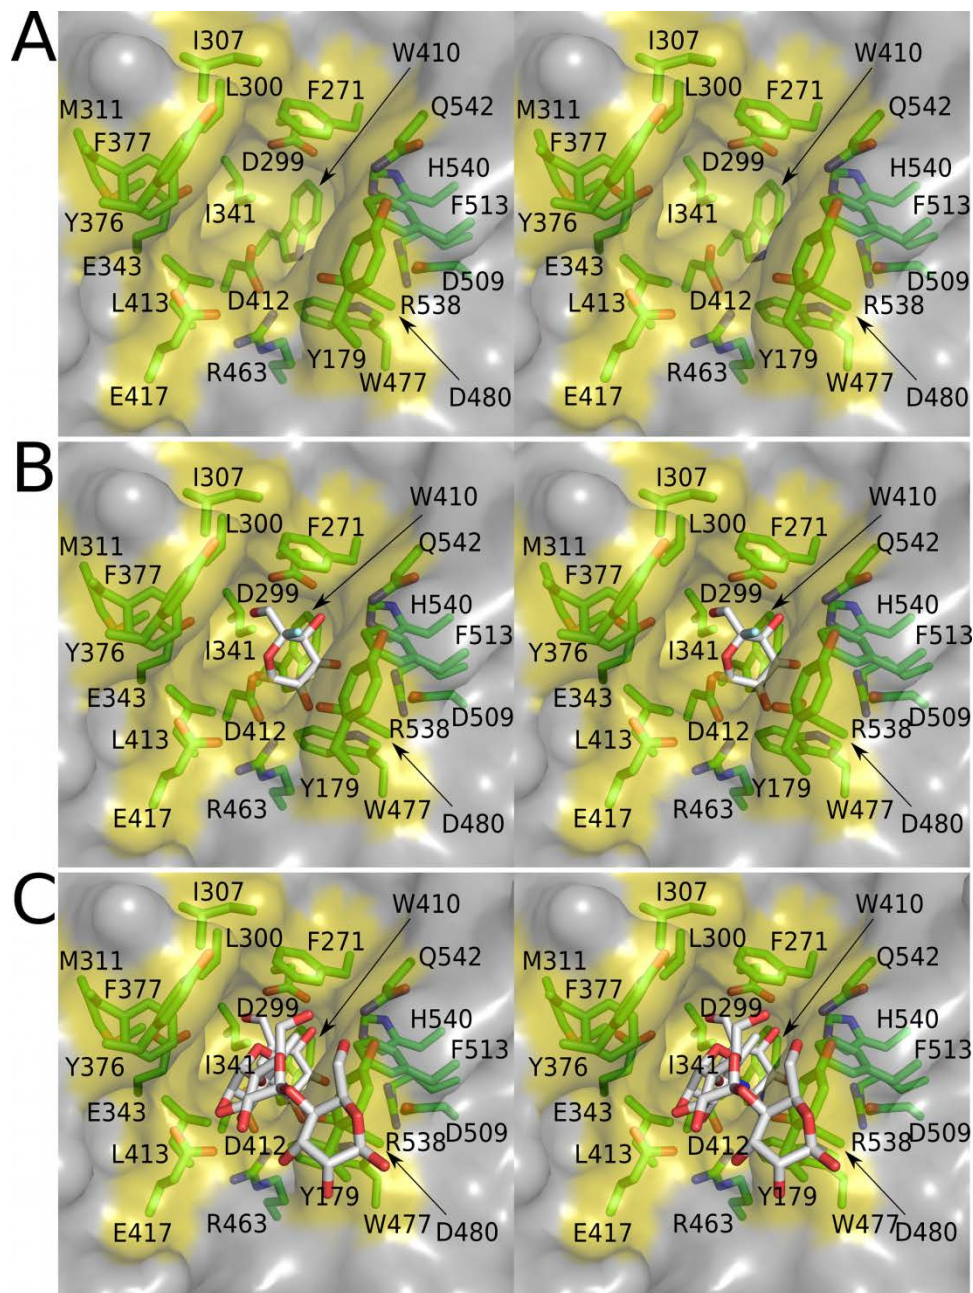 A
I307 I307
W410 W410
L300 F271 L300 F271
M311 Q542 M311 Q542
F377 F377
D299 H540 D299 H540
I341 F513 I341 F513
Y376 Y376
E343 D509 E343 D509
L413 D412 R538 L413 D412 R538
R463 Y179 W477 R463 Y179 W477
E417 D480 E417 D480
B
I307 I307
W410 W410
L300 F271 L300 F271
M311 Q542 M311 Q542
F377 F377
D299 H540 D299 H540
I341 F513 I341 F513
Y376 Y376
E343 D509 E343 D509
L413 D412 R538 L413 D412 R538
R463 Y179 W477 R463 Y179 W477
E417 D480 E417 D480
C
I307 I307
W410 W410
L300 F271 L300 F271
M311 Q542 M311 Q542
F377 F377
D299 H540 D299 H540
I341 F513 I341 F513
Y376 Y376
E343 D509 E343 D509
L413 D412 R538 L413 D412 R538
R463 Y179 W477 R463 Y179 W477
E417 D480 E417 D480